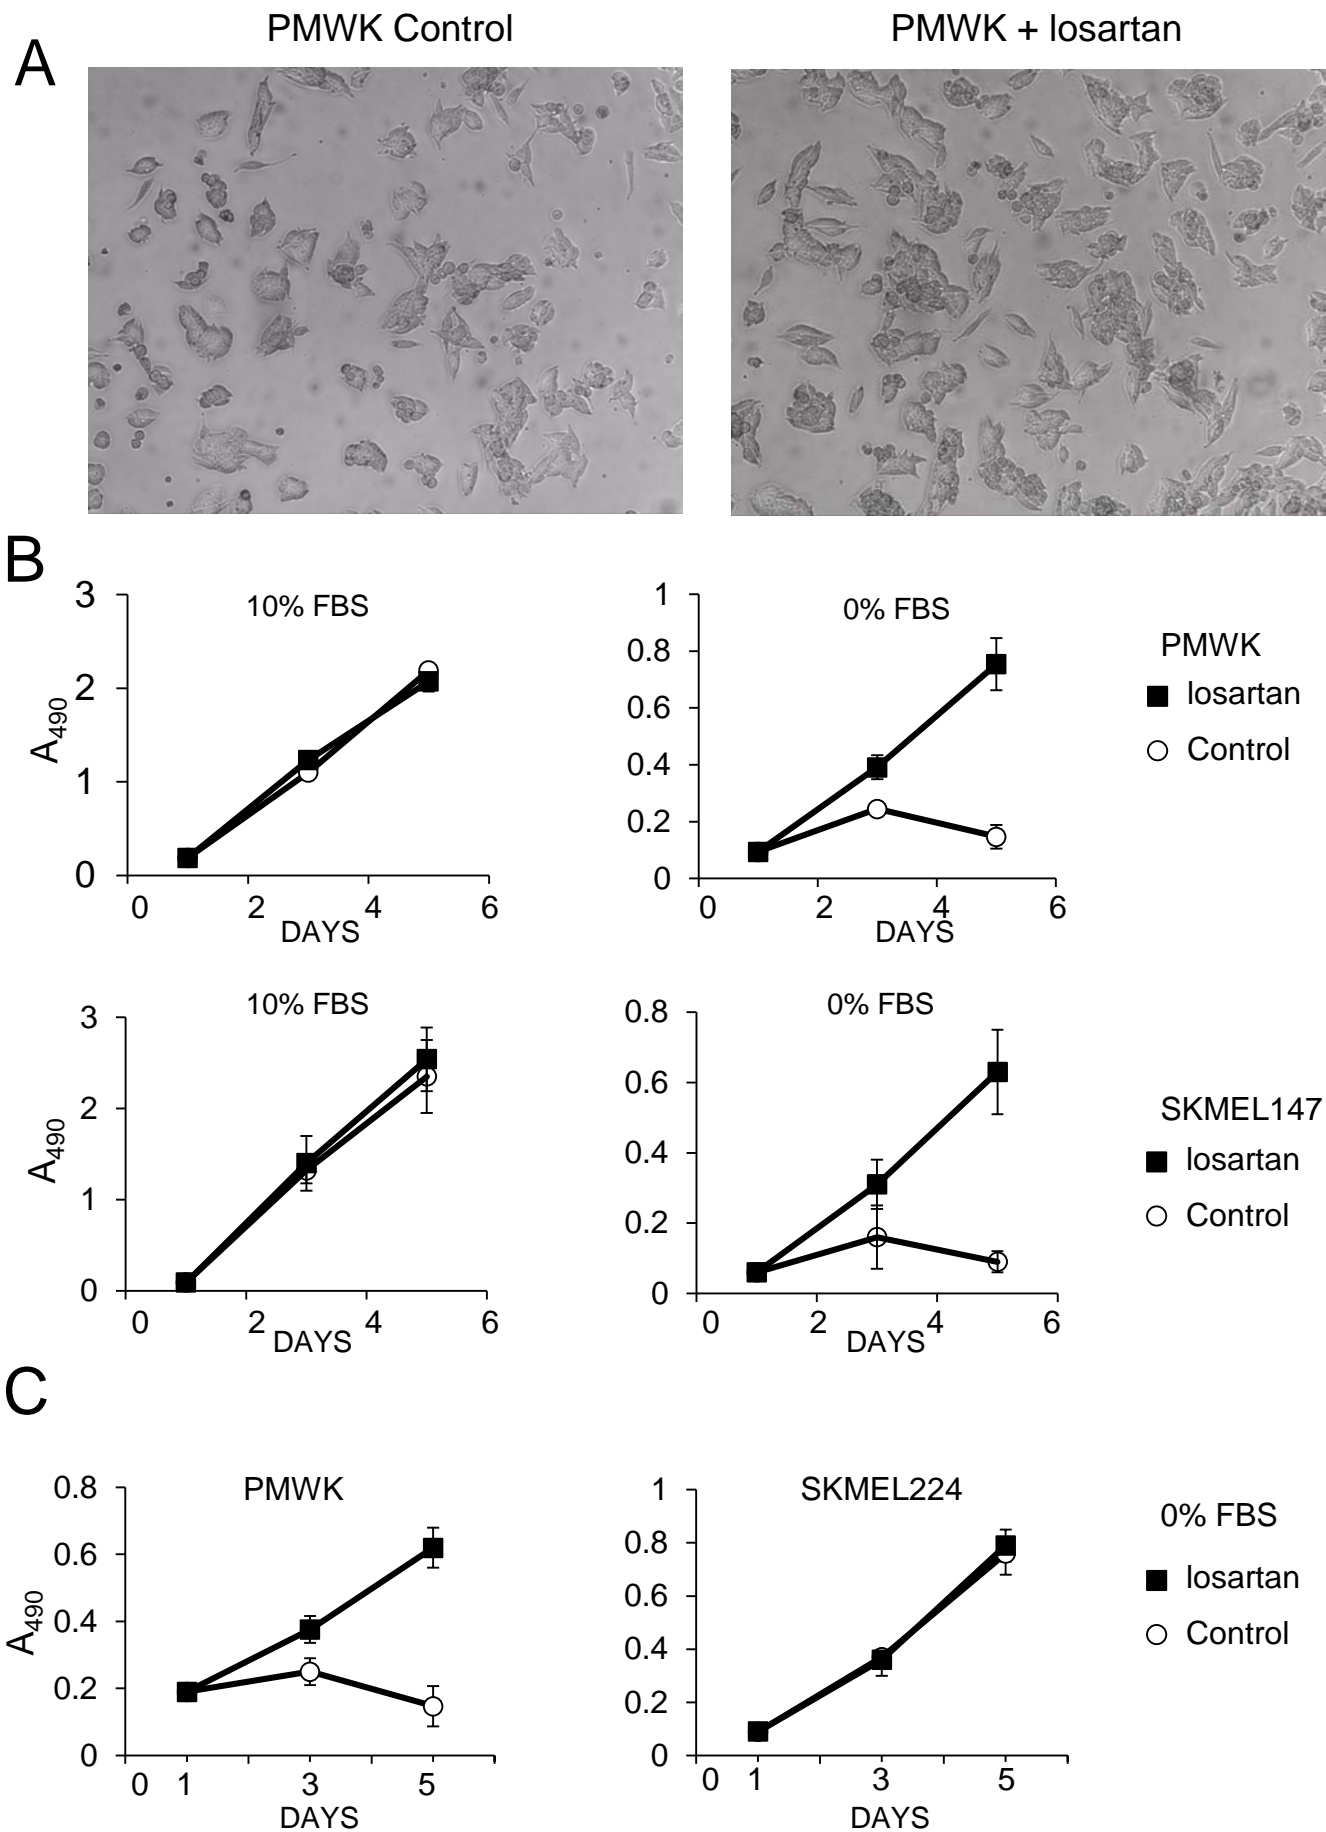 PMWK Control
PMWK + losartan
A
B
10% FBS
3
2
1
0
A490
0 2 4 6
DAYS
0% FBS
1
0.8
0.6
0.4
0.2
0
0 2 4 6
DAYS
PMWK
losartan
Control
10% FBS
3
2
1
0
A490
0 2 4 6
DAYS
0% FBS
0.8
0.6
0.4
0.2
0
0 2 4 6
DAYS
SKMEL147
losartan
Control
C
PMWK
0.8
0.6
0.4
0.2
0
A490
0 1 3 5
DAYS
SKMEL224
1
0.8
0.6
0.4
0.2
0
0 1 3 5
DAYS
0% FBS
losartan
Control